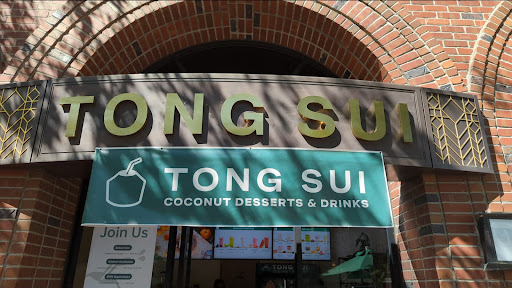 TONG SUI
TONG SUI
COCONUT DESSERTS & DRINKS
Join Us